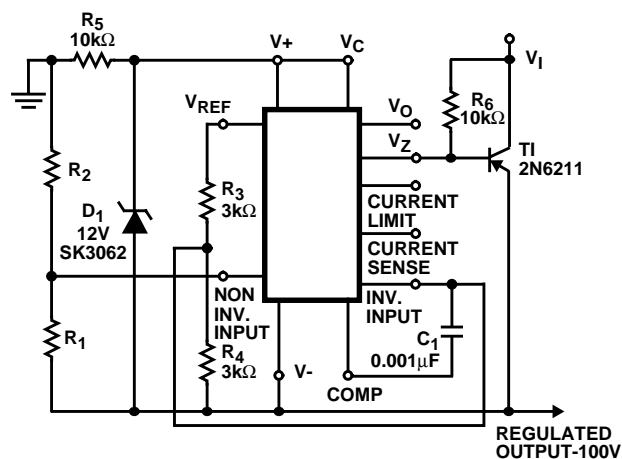 R5
10kΩ
V+
VC
VI
VREF
VO
R6
10kΩ
VZ
TI
2N6211
R2
R3
3kΩ
D1
12V
SK3062
CURRENT
LIMIT
CURRENT
SENSE
NON
INV.
INPUT
INV.
INPUT
R1
R4
3kΩ
V-
COMP
C1
0.001µF
REGULATED
OUTPUT-100V